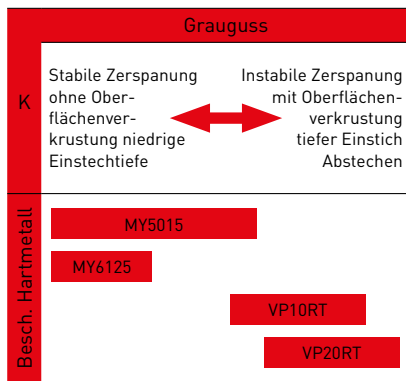 Grauguss
K
Stabile Zerspanung
ohne Ober-
flächenver-
krustung niedrige
Einstechtiefe
Instabile Zerspanung
mit Oberflächen-
verkrustung
tiefer Einstich
Abstechen
Besch. Hartmetall
MY5015
MY6125
VP10RT
VP20RT